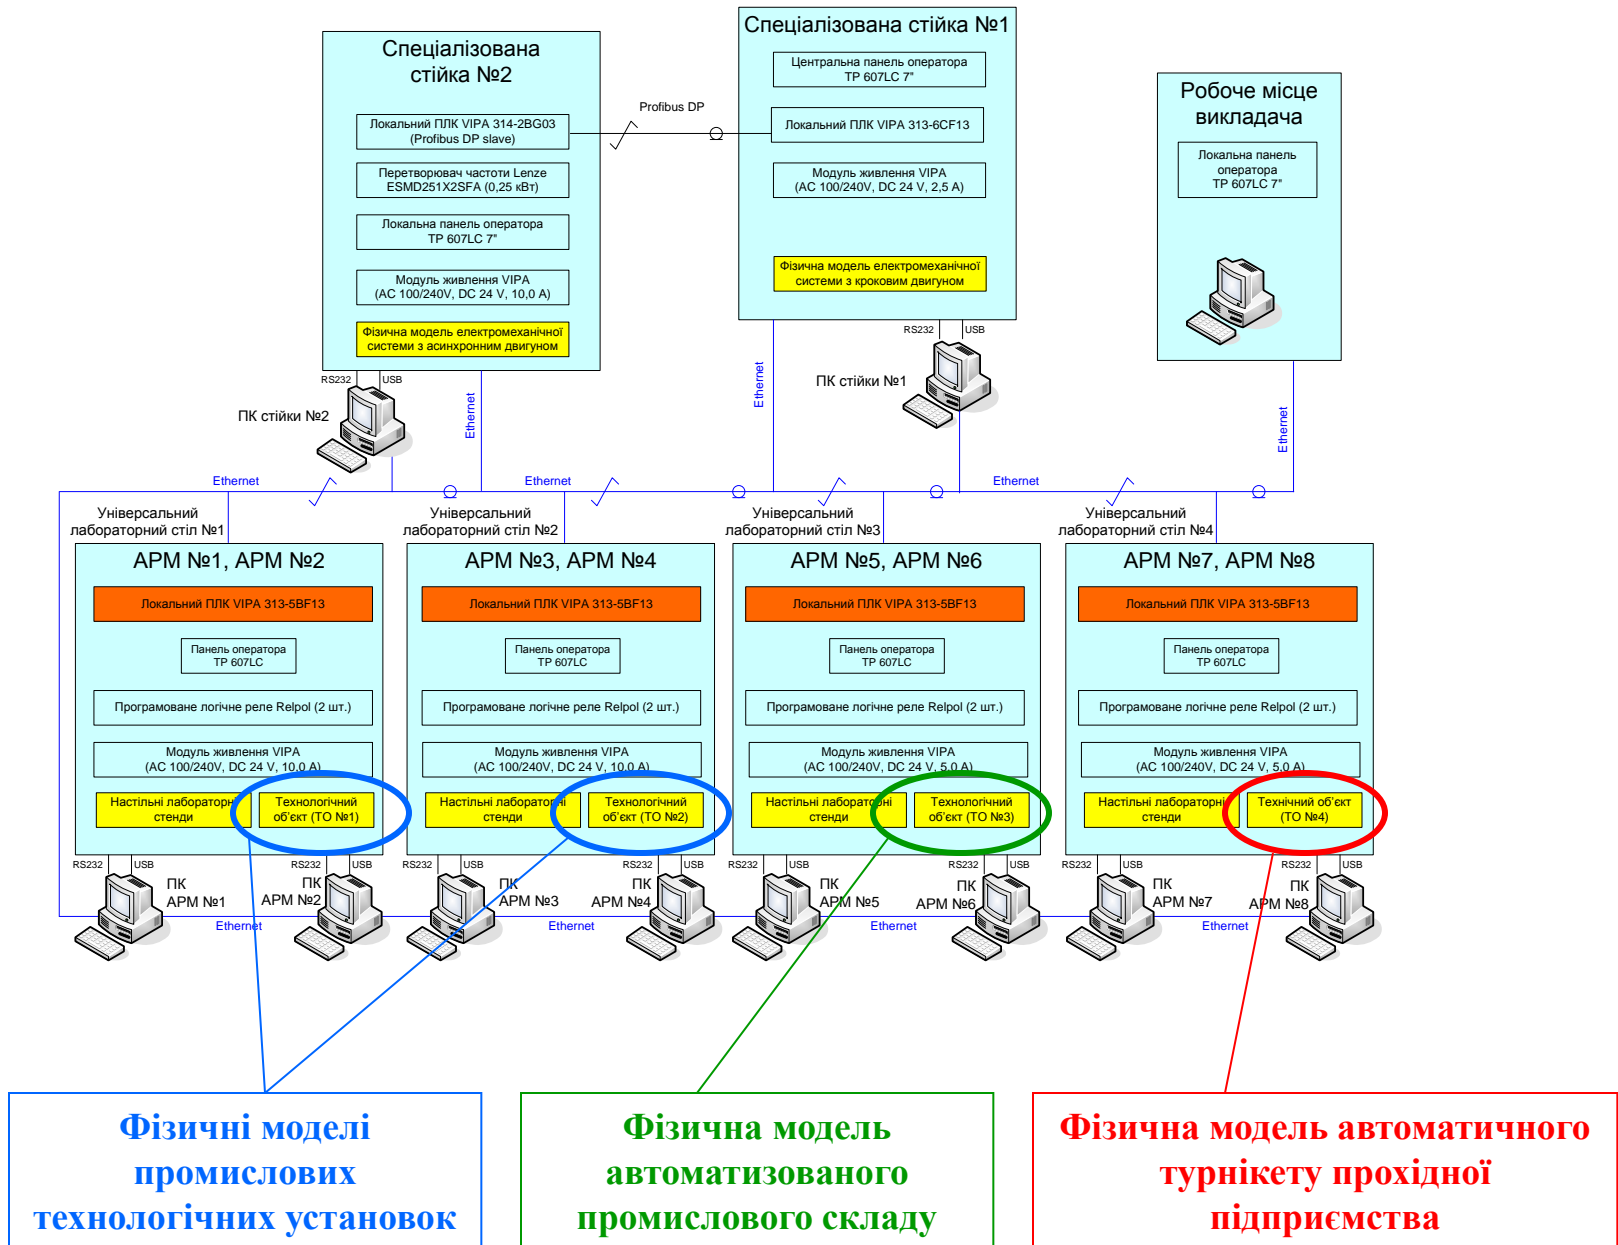 Спеціалізована
стійка №2
Локальний ПЛК VIPA 314-2BG03
(Profibus DP slave)
Перетворювач частоти Lenze
ESMD251X2SFA (0,25 кВт)
Локальна панель оператора
TP 607LC 7"
Модуль живлення VIPA
(AC 100/240V, DC 24 V, 10,0 A)
Фізична модель електромеханічної
системи з асинхронним двигуном
RS232
USB
ПК стійки №2
Ethernet
Profibus DP
Спеціалізована стійка №1
Центральна панель оператора
TP 607LC 7"
Локальний ПЛК VIPA 313-6CF13
Модуль живлення VIPA
(AC 100/240V, DC 24 V, 2,5 A)
Фізична модель електромеханічної
системи з кроковим двигуном
RS232
USB
ПК стійки №1
Ethernet
Робоче місце
викладача
Локальна панель
оператора
TP 607LC 7"
Ethernet
Ethernet
Ethernet
Ethernet
Ethernet
Універсальний
лабораторний стіл №1
АРМ №1, АРМ №2
Локальний ПЛК VIPA 313-5BF13
Панель оператора
TP 607LC
Програмоване логічне реле Relpol (2 шт.)
Модуль живлення VIPA
(AC 100/240V, DC 24 V, 10,0 A)
Настільні лабораторні
стенди
Технологічний
об'єкт (ТО №1)
RS232
USB
ПК
АРМ №1
RS232
USB
ПК
АРМ №2
Ethernet
Універсальний
лабораторний стіл №2
АРМ №3, АРМ №4
Локальний ПЛК VIPA 313-5BF13
Панель оператора
TP 607LC
Програмоване логічне реле Relpol (2 шт.)
Модуль живлення VIPA
(AC 100/240V, DC 24 V, 10,0 A)
Настільні лабораторні
стенди
Технологічний
об'єкт (ТО №2)
RS232
USB
ПК
АРМ №3
RS232
USB
ПК
АРМ №4
Ethernet
Універсальний
лабораторний стіл №3
АРМ №5, АРМ №6
Локальний ПЛК VIPA 313-5BF13
Панель оператора
TP 607LC
Програмоване логічне реле Relpol (2 шт.)
Модуль живлення VIPA
(AC 100/240V, DC 24 V, 5,0 A)
Настільні лабораторні
стенди
Технологічний
об'єкт (ТО №3)
RS232
USB
ПК
АРМ №5
RS232
USB
ПК
АРМ №6
Ethernet
Універсальний
лабораторний стіл №4
АРМ №7, АРМ №8
Локальний ПЛК VIPA 313-5BF13
Панель оператора
TP 607LC
Програмоване логічне реле Relpol (2 шт.)
Модуль живлення VIPA
(AC 100/240V, DC 24 V, 5,0 A)
Настільні лабораторні
стенди
Технічний об'єкт
(ТО №4)
RS232
USB
ПК
АРМ №7
RS232
USB
ПК
АРМ №8
Ethernet
Фізичні моделі
промислових
технологічних установок
Фізична модель
автоматизованого
промислового складу
Фізична модель автоматичного
турнікету прохідної
підприємства